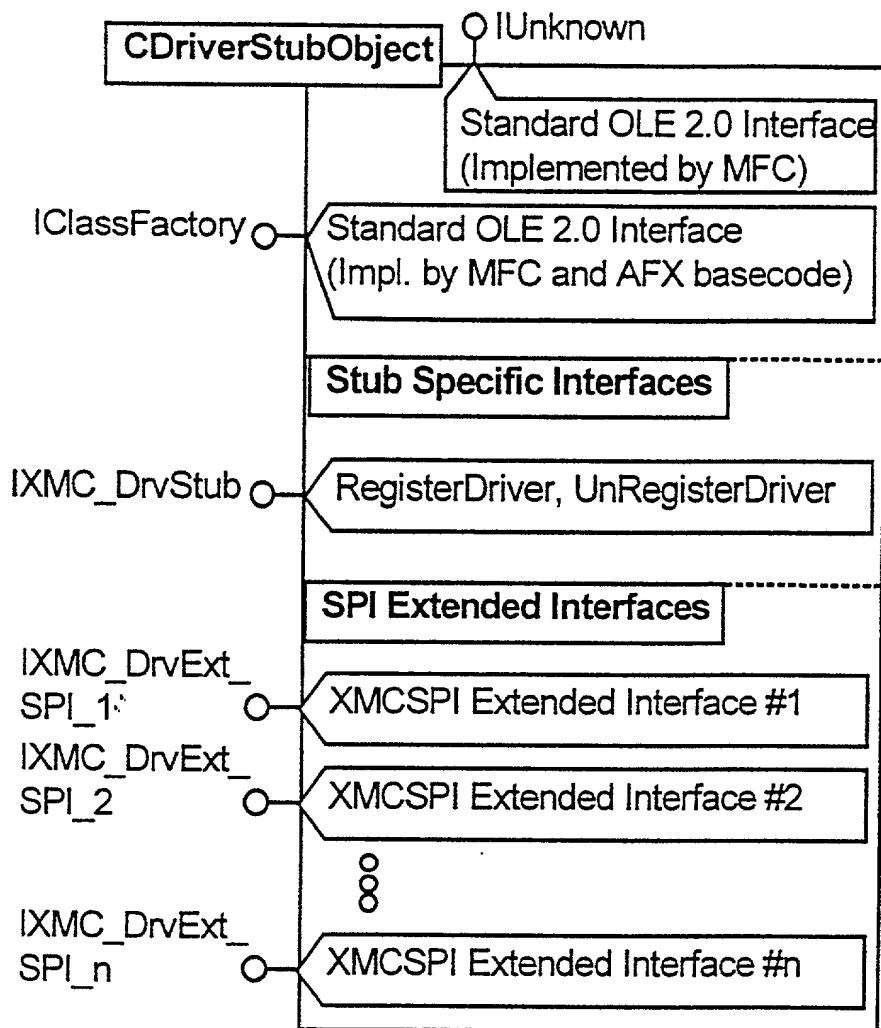 CDriverStubObject
IUnknown
Standard OLE 2.0 Interface
(Implemented by MFC)
IClassFactory
Standard OLE 2.0 Interface
(Impl. by MFC and AFX basecode)
Stub Specific Interfaces
IXMC_DrvStub
RegisterDriver, UnRegisterDriver
SPI Extended Interfaces
IXMC_DrvExt_
SPI_1
XMCSPI Extended Interface #1
IXMC_DrvExt_
SPI_2
XMCSPI Extended Interface #2
IXMC_DrvExt_
SPI_n
XMCSPI Extended Interface #n